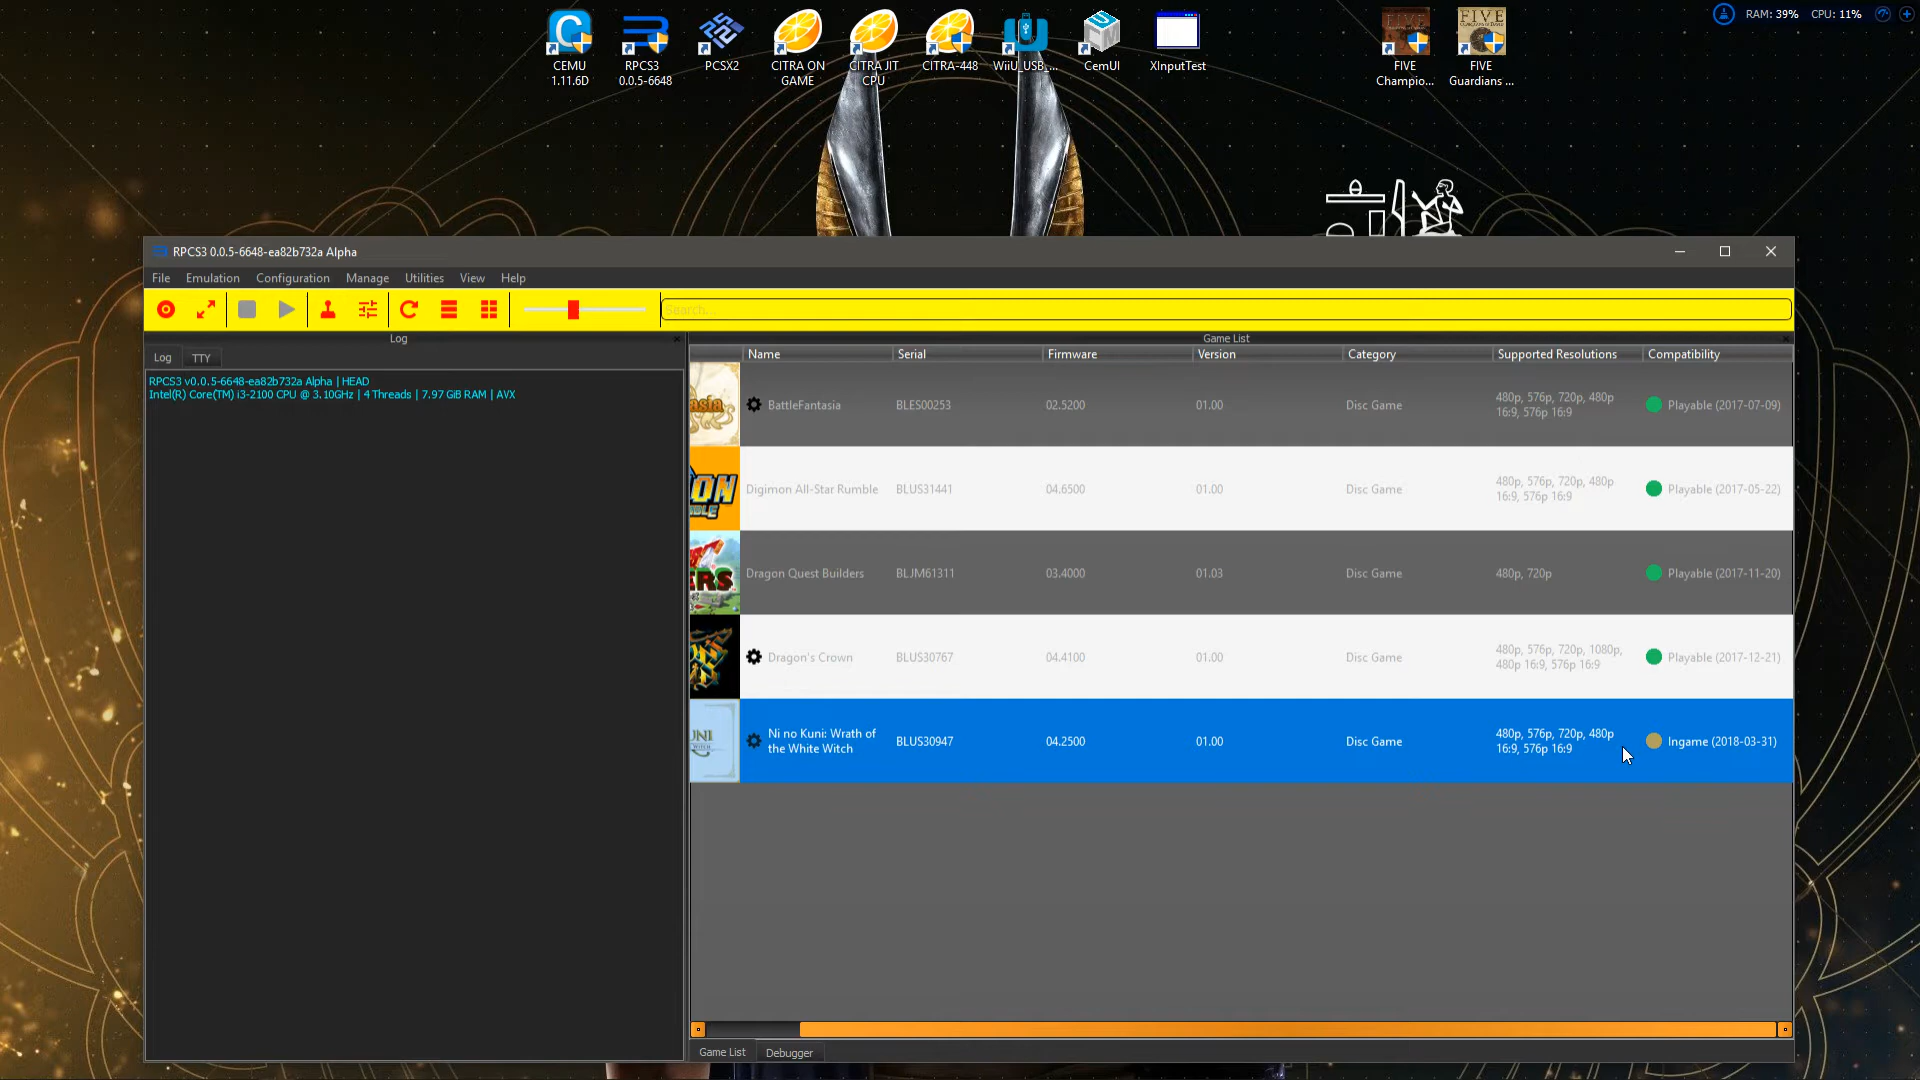 RAM: 39% CPU: 11%
CEMU
1.11.6D
RPCS3
0.0.5-6648
PCSX2
CITRA ON
GAME
CITRA JIT
CPU
CITRA-448
WiiU_USB_...
CemUI
XInputTest
FIVE
FIVE
Champio...
FIVE
FIVE
Guardians ...
RPCS3 0.0.5-6648-ea82b732a Alpha
File Emulation Configuration Manage Utilities View Help
Search...
Log
Game List
Log TTY
RPCS3 v0.0.5-6648-ea82b732a Alpha | HEAD
Intel(R) Core(TM) i3-2100 CPU @ 3.10GHz | 4 Threads | 7.97 GiB RAM | AVX
Name Serial Firmware Version Category Supported Resolutions Compatibility
asia
BattleFantasia BLES00253 02.5200 01.00 Disc Game 480p, 576p, 720p, 480p
16:9, 576p 16:9
Playable (2017-07-09)
ON
BLE
Digimon All-Star Rumble BLUS31441 04.6500 01.00 Disc Game 480p, 576p, 720p, 480p
16:9, 576p 16:9
Playable (2017-05-22)
ERS
Dragon Quest Builders BLJM61311 03.4000 01.03 Disc Game 480p, 720p Playable (2017-11-20)
Dragon's Crown BLUS30767 04.4100 01.00 Disc Game 480p, 576p, 720p, 1080p,
480p 16:9, 576p 16:9
Playable (2017-12-21)
UNI
WITCH
Ni no Kuni: Wrath of
the White Witch
BLUS30947 04.2500 01.00 Disc Game 480p, 576p, 720p, 480p
16:9, 576p 16:9
Ingame (2018-03-31)
Game List Debugger